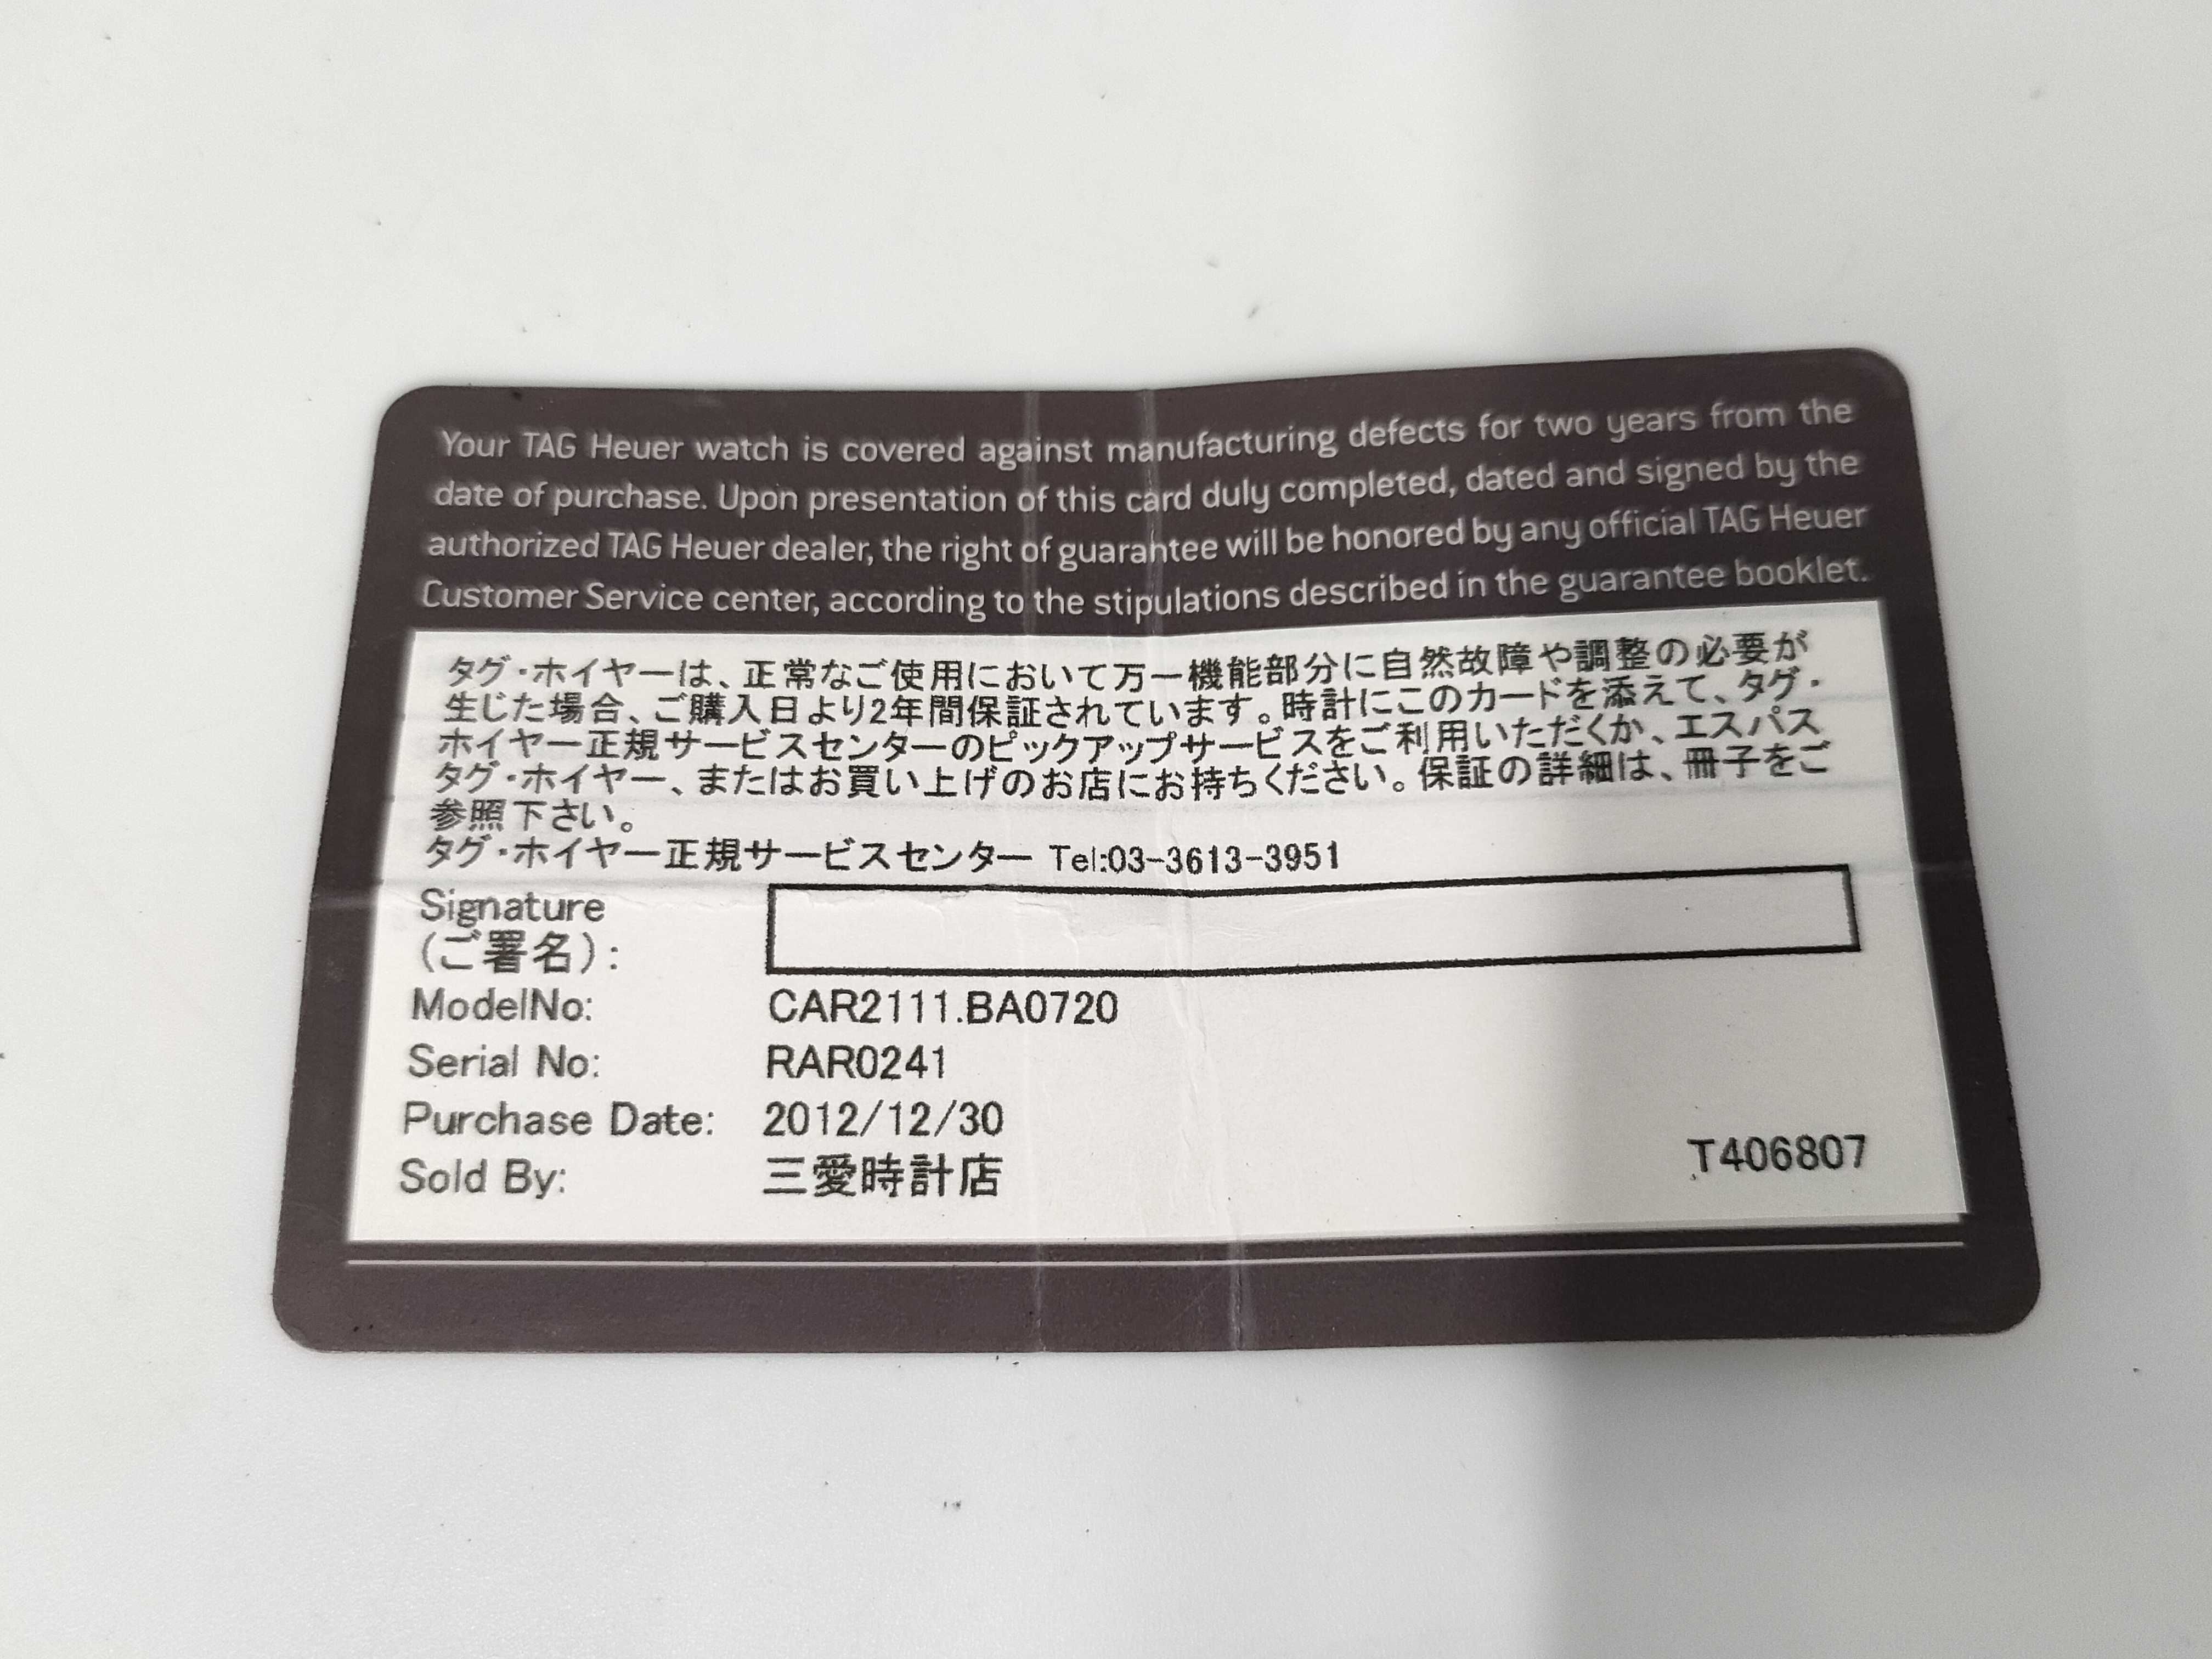 Your TAG Heuer watch is covered against manufacturing defects for two years from the
date of purchase. Upon presentation of this card duly completed, dated and signed by the
authorized TAG Heuer dealer, the right of guarantee will be honored by any official TAG Heuer
Customer Service center, according to the stipulations described in the guarantee booklet.
タグ・ホイヤーは、正常なご使用において万一機能部分に自然故障や調整の必要が
生じた場合、ご購入日より2年間保証されています。時計にこのカードを添えて、タグ・
ホイヤー正規サービスセンターのピックアップサービスをご利用いただくか、エスパス
タグ・ホイヤー、またはお買い上げのお店にお持ちください。保証の詳細は、冊子をご
参照下さい。
タグ・ホイヤー正規サービスセンター Tel:03-3613-3951
Signature
(ご署名):
ModelNo: CAR2111.BA0720
Serial No: RAR0241
Purchase Date: 2012/12/30
Sold By: 三愛時計店
T406807